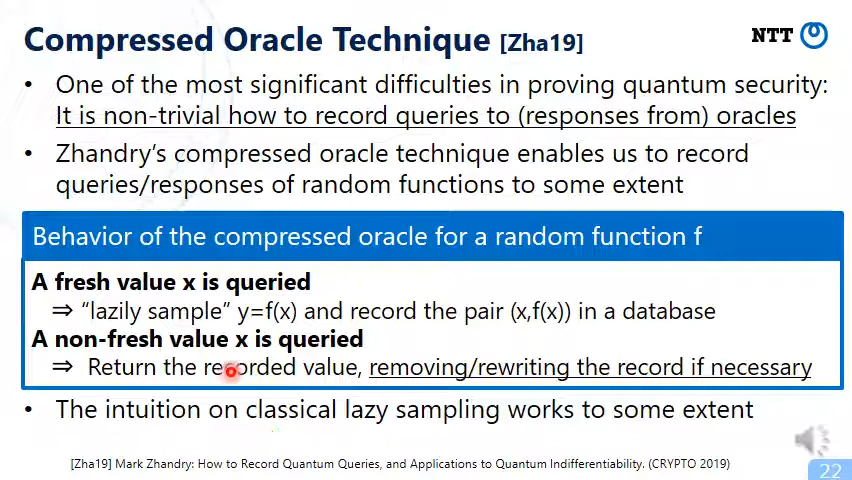 Compressed Oracle Technique [Zha19]
NTT
• One of the most significant difficulties in proving quantum security:
It is non-trivial how to record queries to (responses from) oracles
• Zhandry's compressed oracle technique enables us to record
queries/responses of random functions to some extent
Behavior of the compressed oracle for a random function f
A fresh value x is queried
⇒ "lazily sample" y=f(x) and record the pair (x,f(x)) in a database
A non-fresh value x is queried
⇒ Return the recorded value, removing/rewriting the record if necessary
• The intuition on classical lazy sampling works to some extent
[Zha19] Mark Zhandry: How to Record Quantum Queries, and Applications to Quantum Indifferentiability. (CRYPTO 2019)
22